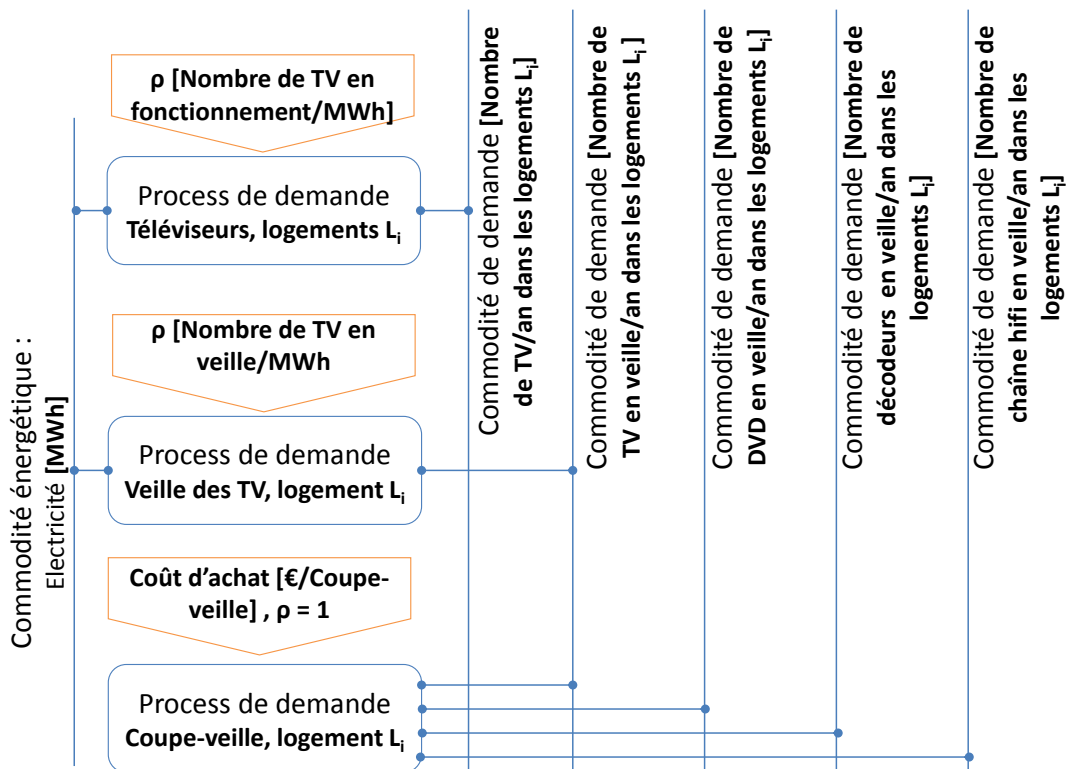 Commodité énergétique :
Electricité [MWh]
ρ [Nombre de TV en
fonctionnement/MWh]
Process de demande
Téléviseurs, logements Li
ρ [Nombre de TV en
veille/MWh
Process de demande
Veille des TV, logement Li
Coût d'achat [€/Coupe-
veille] , ρ = 1
Process de demande
Coupe-veille, logement Li
Commodité de demande [Nombre
de TV/an dans les logements Li]
Commodité de demande [Nombre de
TV en veille/an dans les logements Li ]
Commodité de demande [Nombre de
DVD en veille/an dans les logements Li]
Commodité de demande [Nombre de
décodeurs en veille/an dans les
logements Li]
Commodité de demande [Nombre de
chaîne hifi en veille/an dans les
logements Li]